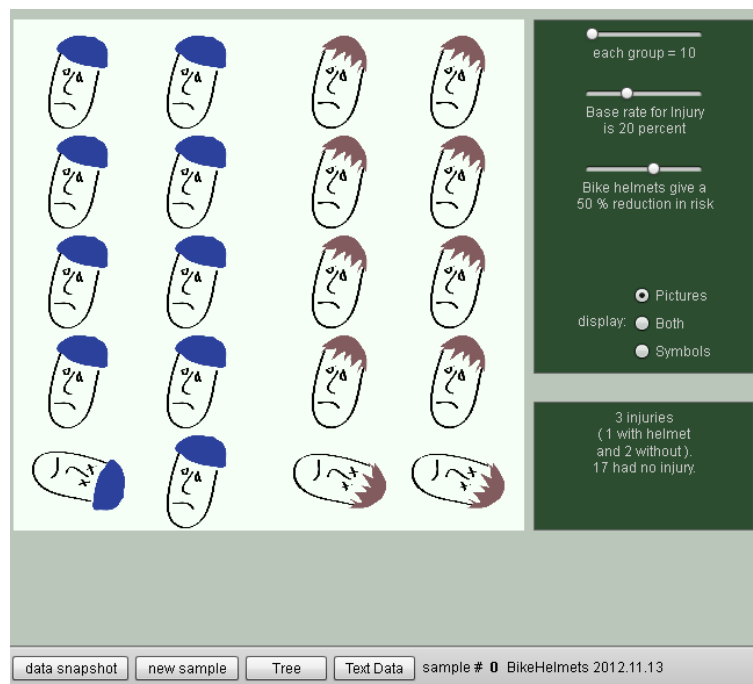 each group = 10
Base rate for Injury
is 20 percent
Bike helmets give a
50 % reduction in risk
Pictures
display:
Both
Symbols
3 injuries
( 1 with helmet
and 2 without ).
17 had no injury.
data snapshot
new sample
Tree
Text Data
sample # 0 BikeHelmets 2012.11.13